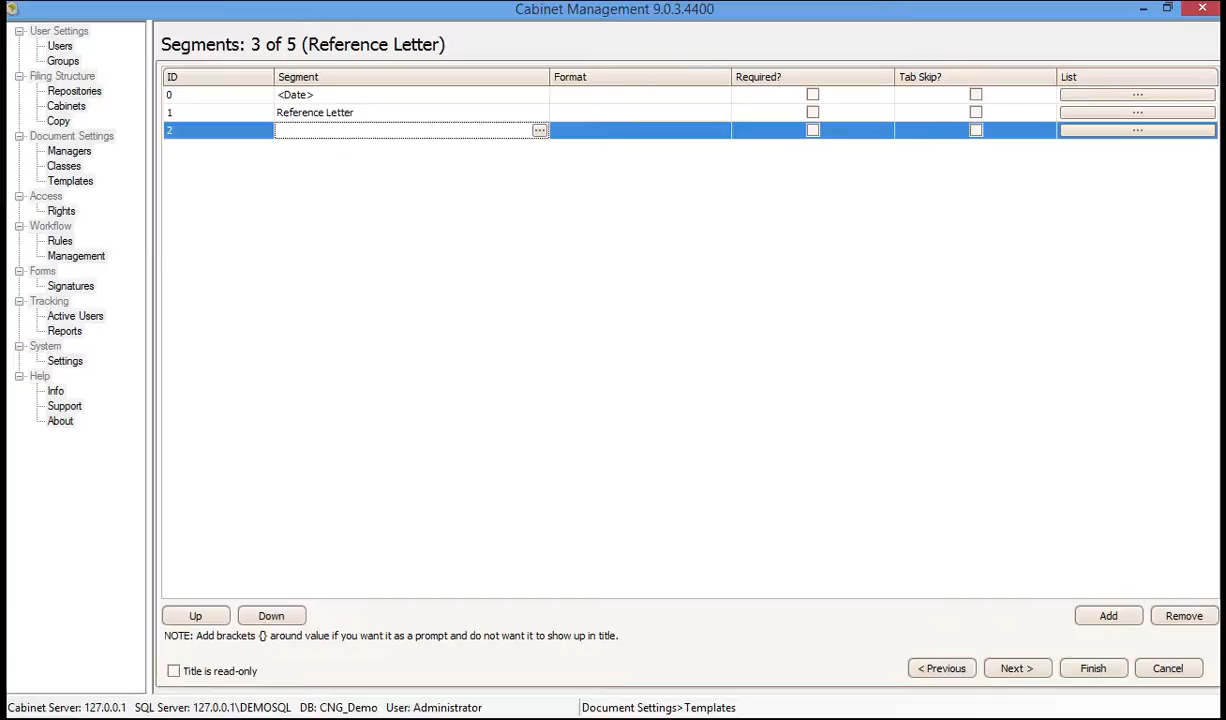 Cabinet Management 9.0.3.4400
User Settings
Users
Groups
Filing Structure
Repositories
Cabinets
Copy
Document Settings
Managers
Classes
Templates
Access
Rights
Workflow
Rules
Management
Forms
Signatures
Tracking
Active Users
Reports
System
Settings
Help
Info
Support
About
Segments: 3 of 5 (Reference Letter)
ID Segment Format Required? Tab Skip? List
0 <Date> ...
1 Reference Letter ...
2 ... ...
Up Down Add Remove
NOTE: Add brackets {} around value if you want it as a prompt and do not want it to show up in title.
Title is read-only
< Previous Next > Finish Cancel
Cabinet Server: 127.0.0.1 SQL Server: 127.0.0.1\DEMOSQL DB: CNG_Demo User: Administrator Document Settings>Templates